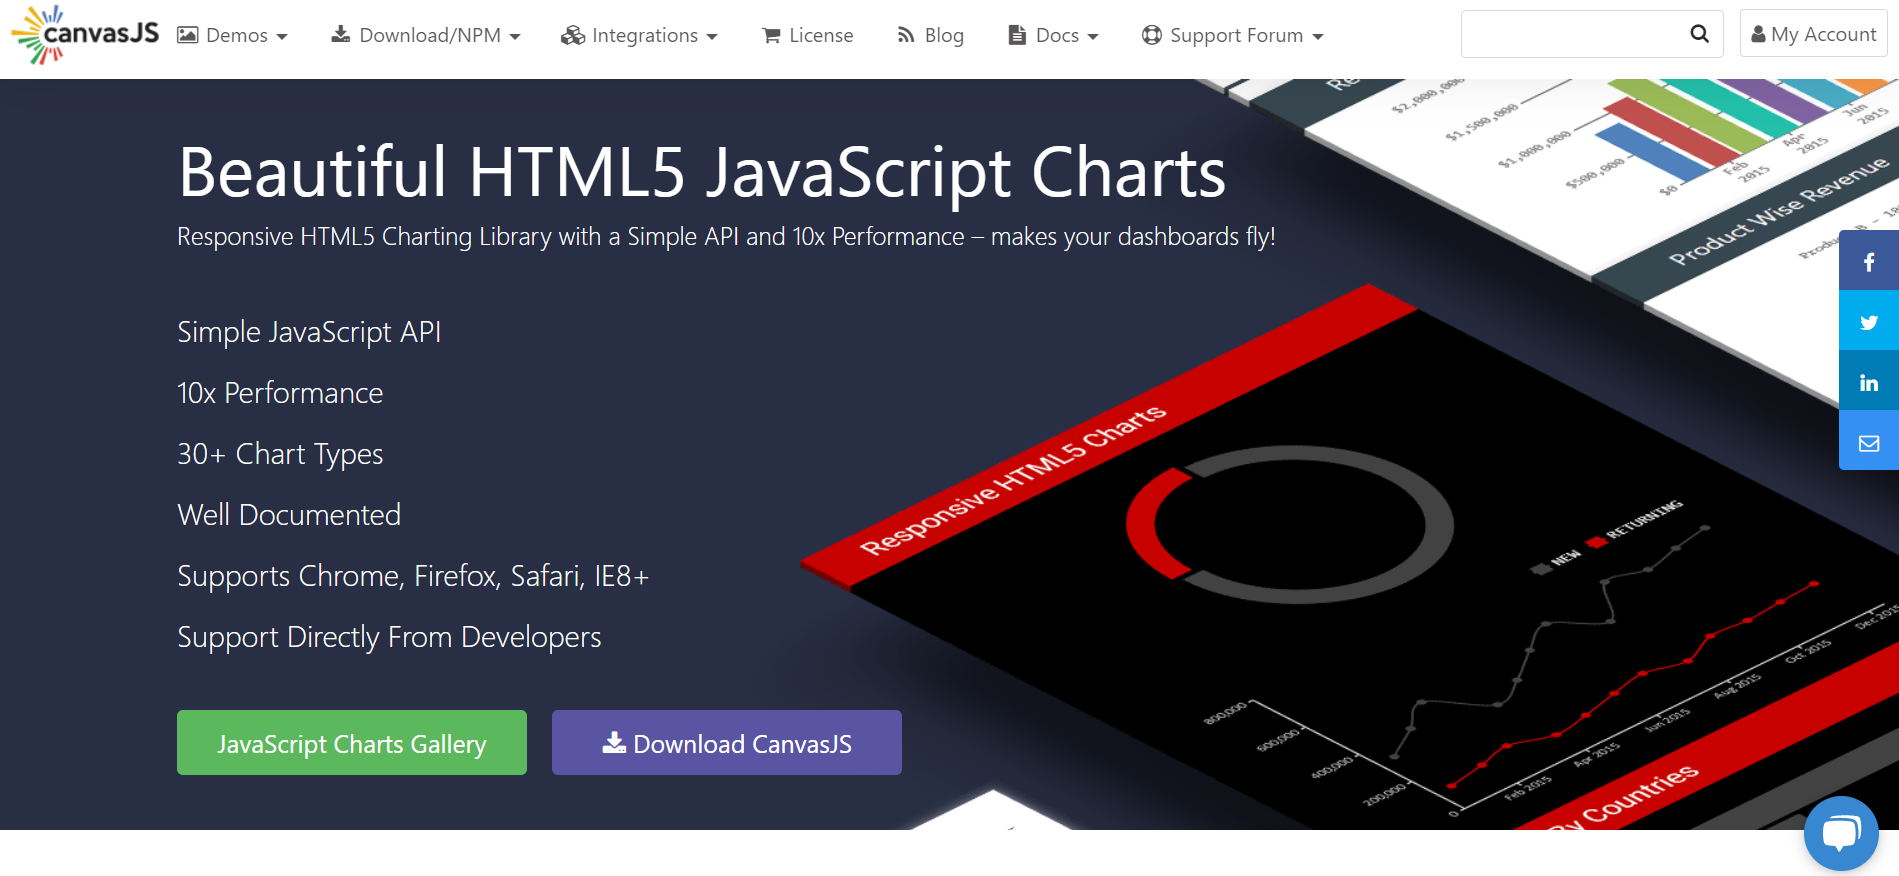 canvasJS
Demos
Download/NPM
Integrations
License
Blog
Docs
Support Forum
My Account
Beautiful HTML5 JavaScript Charts
Responsive HTML5 Charting Library with a Simple API and 10x Performance – makes your dashboards fly!
Simple JavaScript API
10x Performance
30+ Chart Types
Well Documented
Supports Chrome, Firefox, Safari, IE8+
Support Directly From Developers
JavaScript Charts Gallery
Download CanvasJS
$2,000,000
$1,500,000
$1,000,000
$500,000
$0
Feb 2015
Apr 2015
Jun 2015
Product Wise Revenue
Responsive HTML5 Charts
NEW
RETURNING
800,000
600,000
400,000
200,000
0
Feb 2015
Apr 2015
Jun 2015
Aug 2015
Oct 2015
Dec 2015
By Countries
f
in